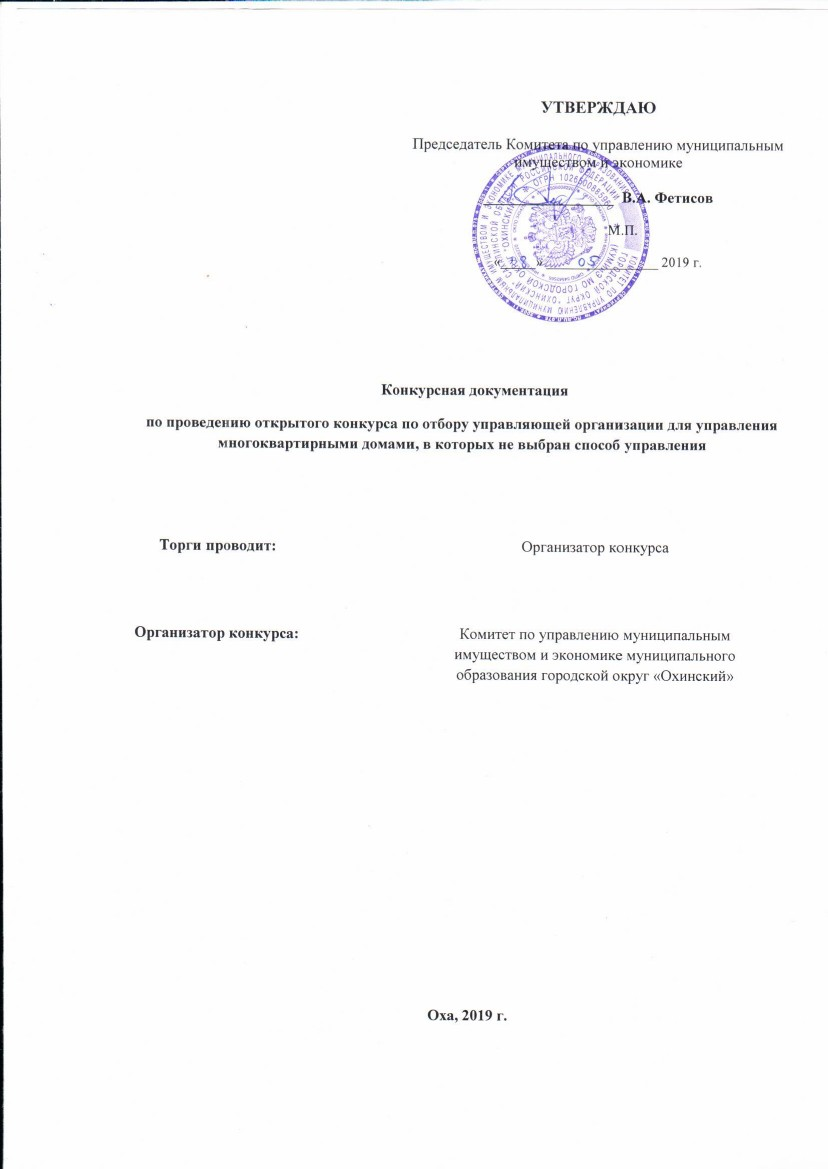 УТВЕРЖДАЮ
Председатель Комитета по управлению муниципальным
имуществом и экономике
В.А. Фетисов
М.П.
« » 05 2019 г.
Конкурсная документация
по проведению открытого конкурса по отбору управляющей организации для управления
многоквартирными домами, в которых не выбран способ управления
Торги проводит:
Организатор конкурса
Организатор конкурса:
Комитет по управлению муниципальным
имуществом и экономике муниципального
образования городской округ «Охинский»
Оха, 2019 г.